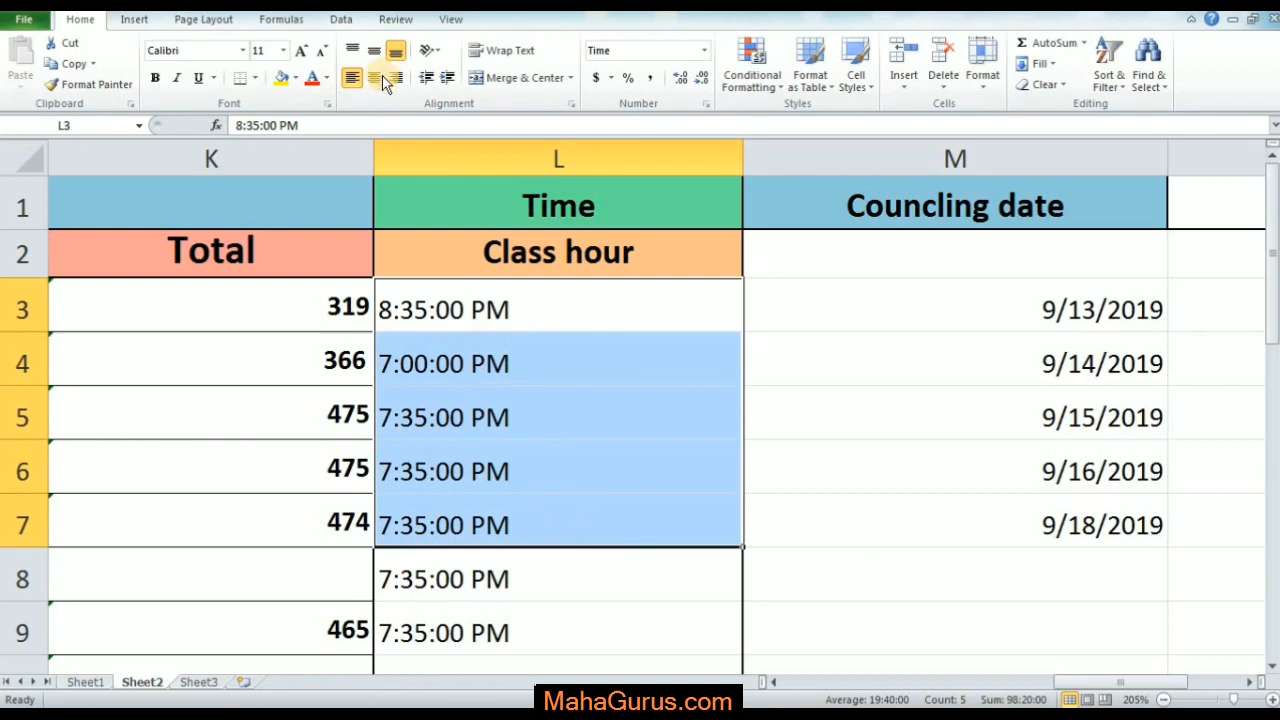 File Home Insert Page Layout Formulas Data Review View
Cut
Copy
Format Painter
Paste
Clipboard
Calibri 11
B I U
Font
Wrap Text
Merge & Center
Alignment
Time
$ % ,
Number
Conditional Formatting
Format as Table
Cell Styles
Styles
Insert Delete Format
Cells
AutoSum
Fill
Clear
Sort & Filter
Find & Select
Editing
L3 fx 8:35:00 PM
K L M
1 Time Councling date
2 Total Class hour
3 319 8:35:00 PM 9/13/2019
4 366 7:00:00 PM 9/14/2019
5 475 7:35:00 PM 9/15/2019
6 475 7:35:00 PM 9/16/2019
7 474 7:35:00 PM 9/18/2019
8 7:35:00 PM
9 465 7:35:00 PM
Sheet1 Sheet2 Sheet3
Ready Average: 19:40:00 Count: 5 Sum: 98:20:00 205%
MahaGurus.com